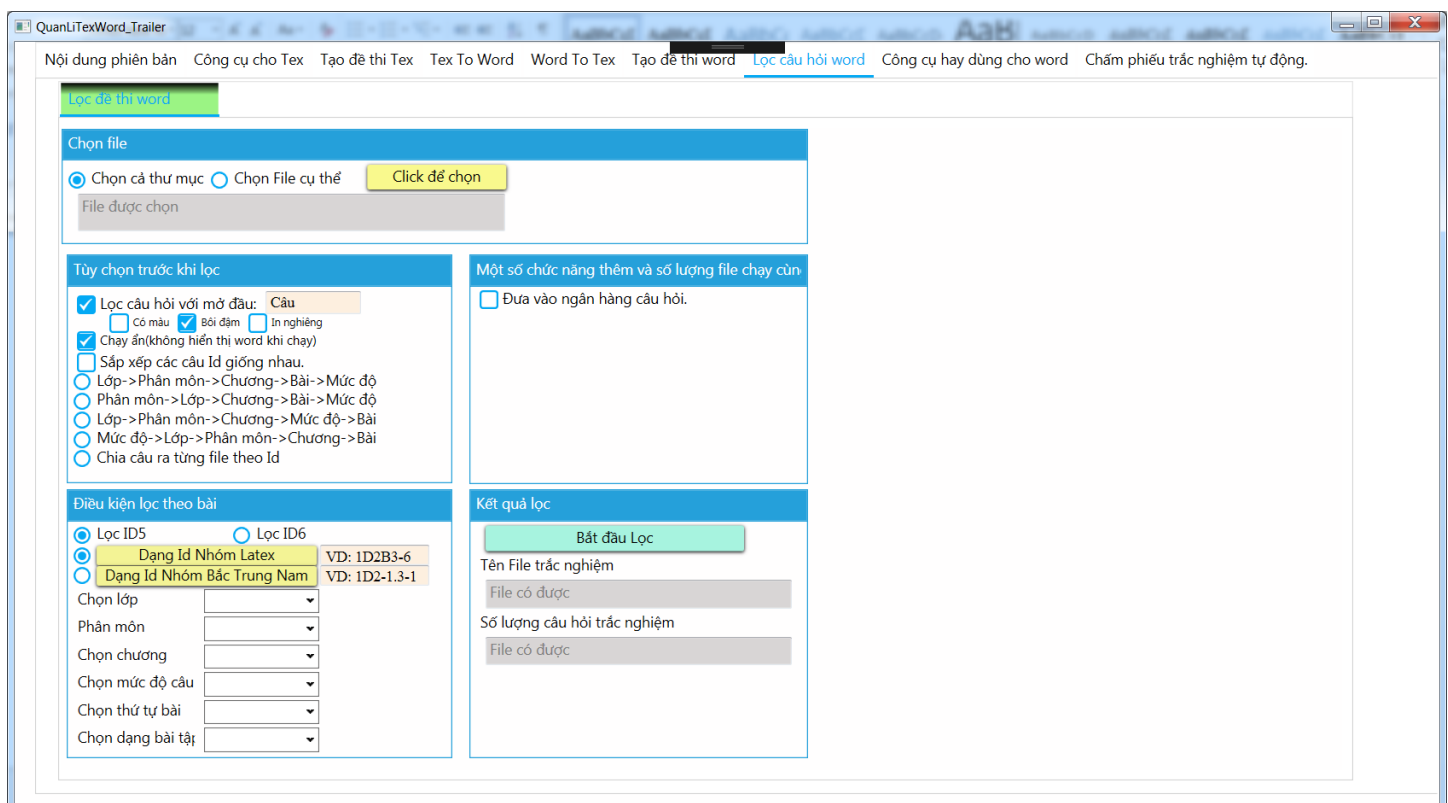 QuanLiTexWord_Trailer
Nội dung phiên bản Công cụ cho Tex Tạo đề thi Tex Tex To Word Word To Tex Tạo đề thi word Lọc câu hỏi word Công cụ hay dùng cho word Chấm phiếu trắc nghiệm tự động.
Lọc đề thi word
Chọn file
Chọn cả thư mục Chọn File cụ thể Click để chọn
File được chọn
Tùy chọn trước khi lọc
Lọc câu hỏi với mở đầu: Câu
Có màu Bôi đậm In nghiêng
Chạy ẩn(không hiển thị word khi chạy)
Sắp xếp các câu Id giống nhau.
Lớp->Phân môn->Chương->Bài->Mức độ
Phân môn->Lớp->Chương->Bài->Mức độ
Lớp->Phân môn->Chương->Mức độ->Bài
Mức độ->Lớp->Phân môn->Chương->Bài
Chia câu ra từng file theo Id
Một số chức năng thêm và số lượng file chạy cùn
Đưa vào ngân hàng câu hỏi.
Điều kiện lọc theo bài
Lọc ID5 Lọc ID6
Dạng Id Nhóm Latex VD: 1D2B3-6
Dạng Id Nhóm Bắc Trung Nam VD: 1D2-1.3-1
Chọn lớp
Phân môn
Chọn chương
Chọn mức độ câu
Chọn thứ tự bài
Chọn dạng bài tập
Kết quả lọc
Bắt đầu Lọc
Tên File trắc nghiệm
File có được
Số lượng câu hỏi trắc nghiệm
File có được